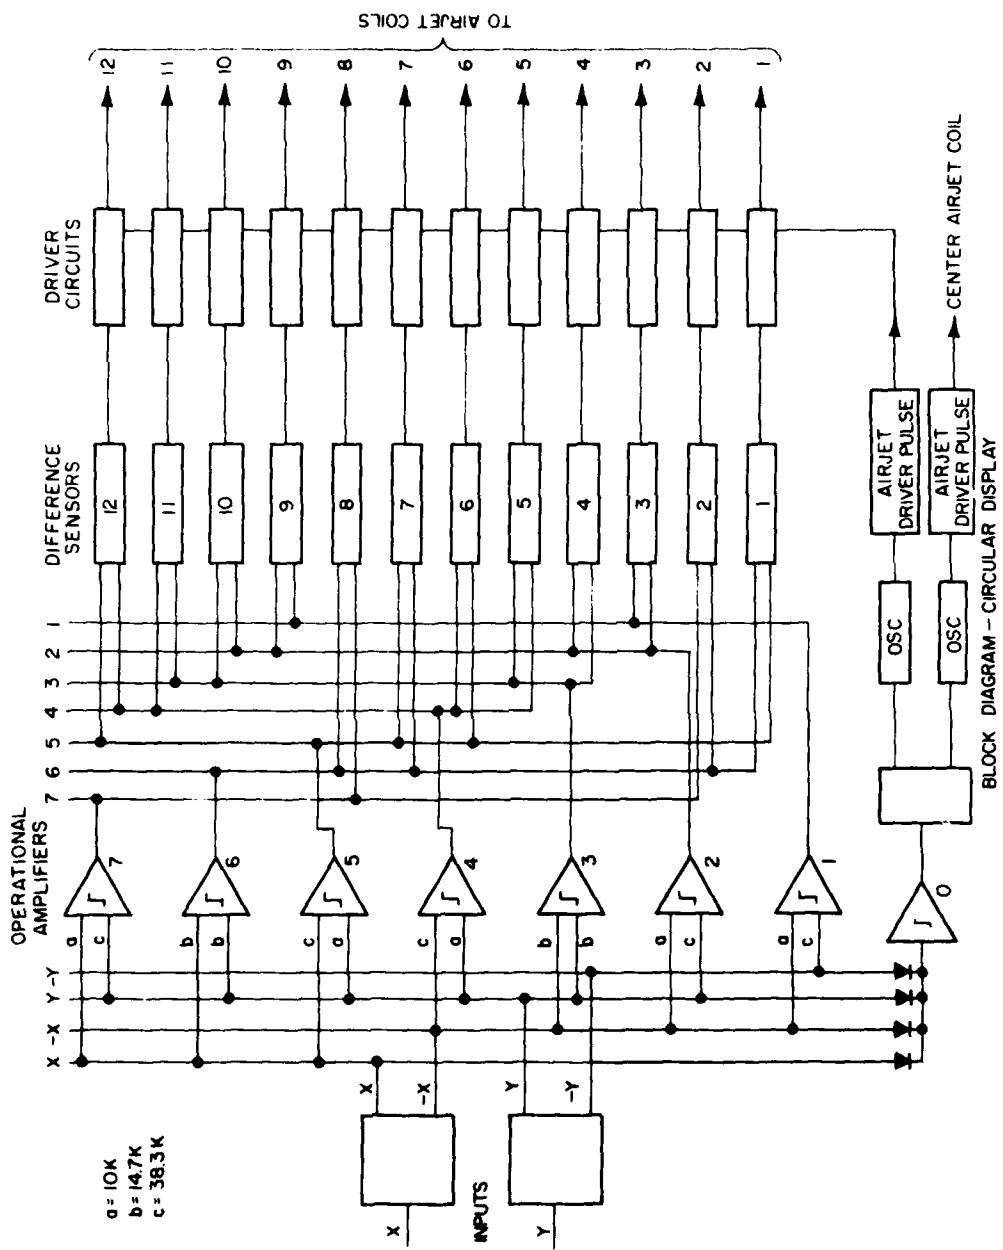 TO AIRJET COILS
12
11
10
9
8
7
6
5
4
3
2
1
DRIVER
CIRCUITS
CENTER AIRJET COIL
DIFFERENCE
SENSORS
12
11
10
9
8
7
6
5
4
3
2
1
AIRJET
DRIVER PULSE
AIRJET
DRIVER PULSE
1
2
3
4
5
6
7
OSC
OSC
OPERATIONAL
AMPLIFIERS
7
6
5
4
3
2
1
0
a
c
b
b
c
a
c
a
b
b
a
c
a
c
-Y
Y
-X
X
X
-X
Y
-Y
a = 10K
b = 14.7K
c = 38.3K
X
INPUTS
Y
BLOCK DIAGRAM - CIRCULAR DISPLAY